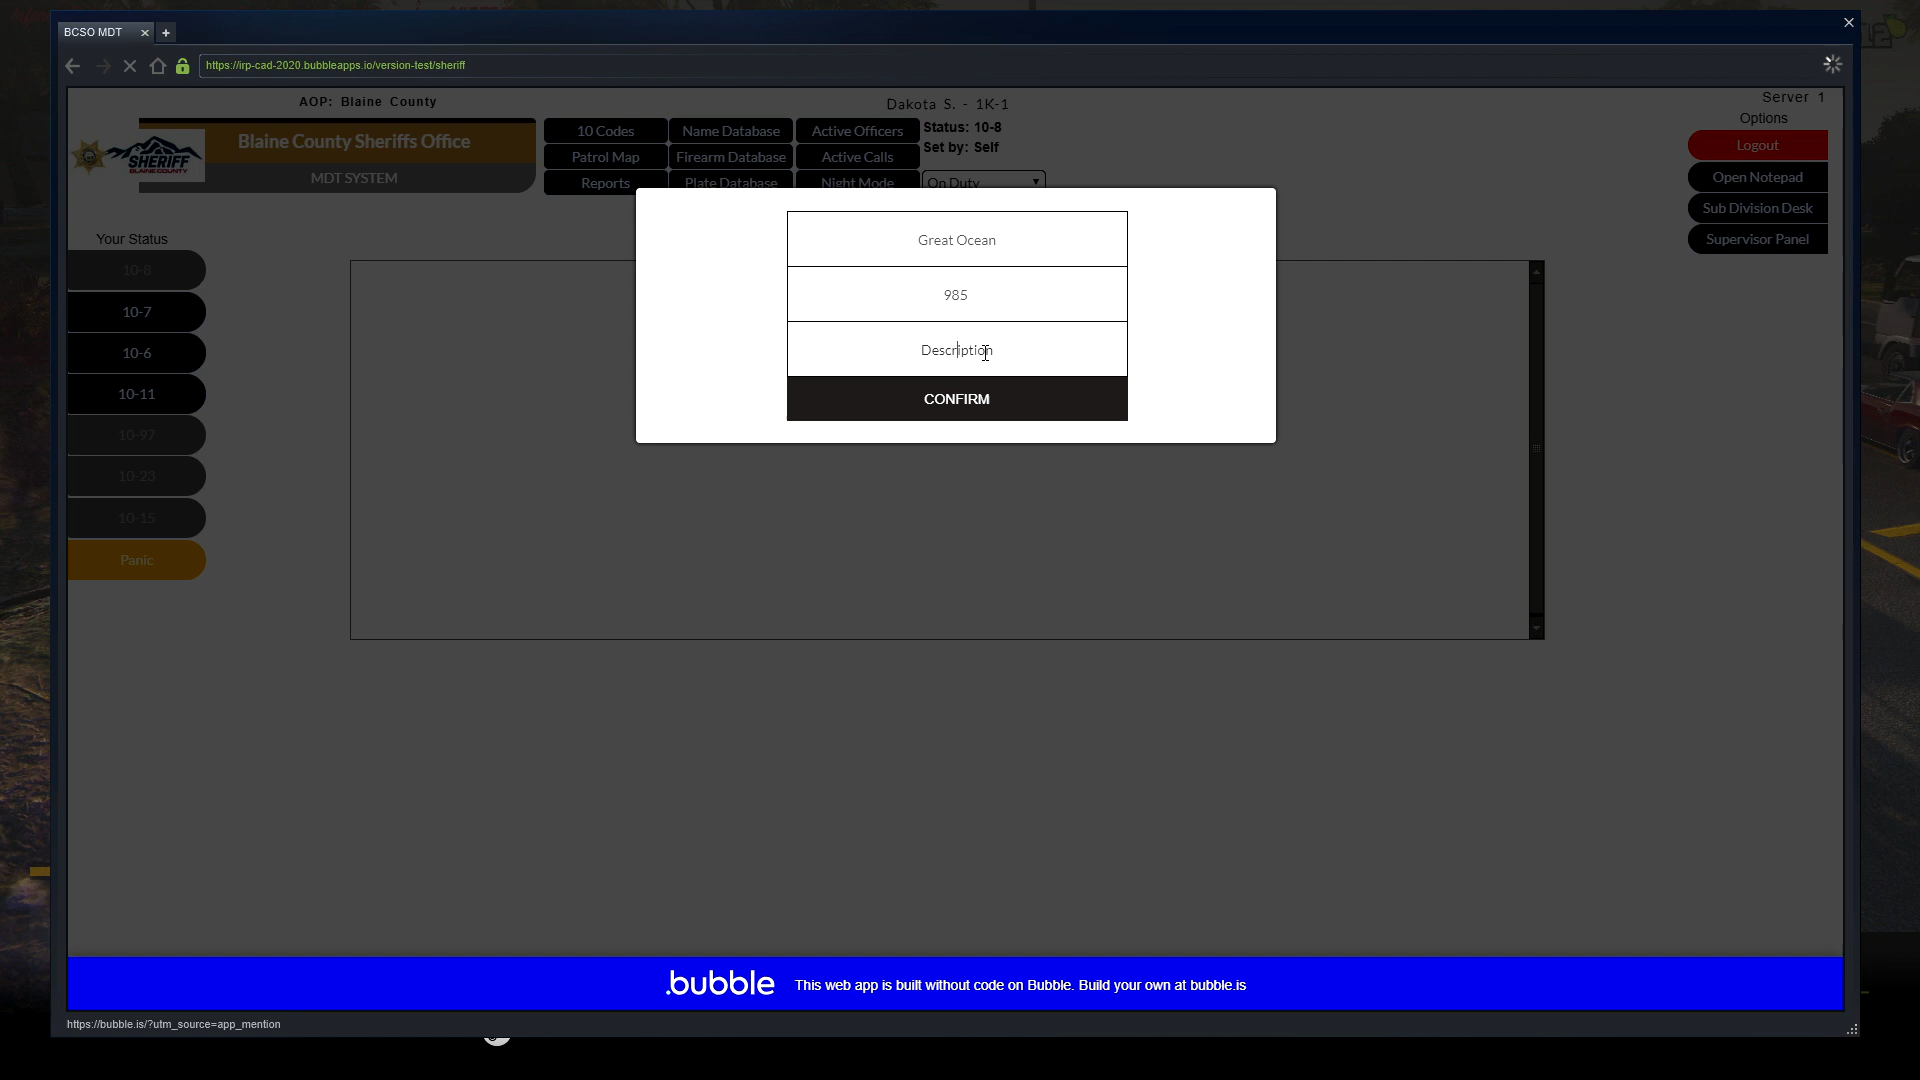 BCSO MDT
https://irp-cad-2020.bubbleapps.io/version-test/sheriff
AOP: Blaine County
Dakota S. - 1K-1
Server 1
Options
SHERIFF
BLAINE COUNTY
Blaine County Sheriffs Office
MDT SYSTEM
10 Codes
Name Database
Active Officers
Patrol Map
Firearm Database
Active Calls
Reports
Plate Database
Night Mode
Status: 10-8
Set by: Self
On Duty
Logout
Open Notepad
Sub Division Desk
Supervisor Panel
Your Status
10-8
10-7
10-6
10-11
10-97
10-23
10-15
Panic
Great Ocean
985
Description
CONFIRM
.bubble
This web app is built without code on Bubble. Build your own at bubble.is
https://bubble.is/?utm_source=app_mention